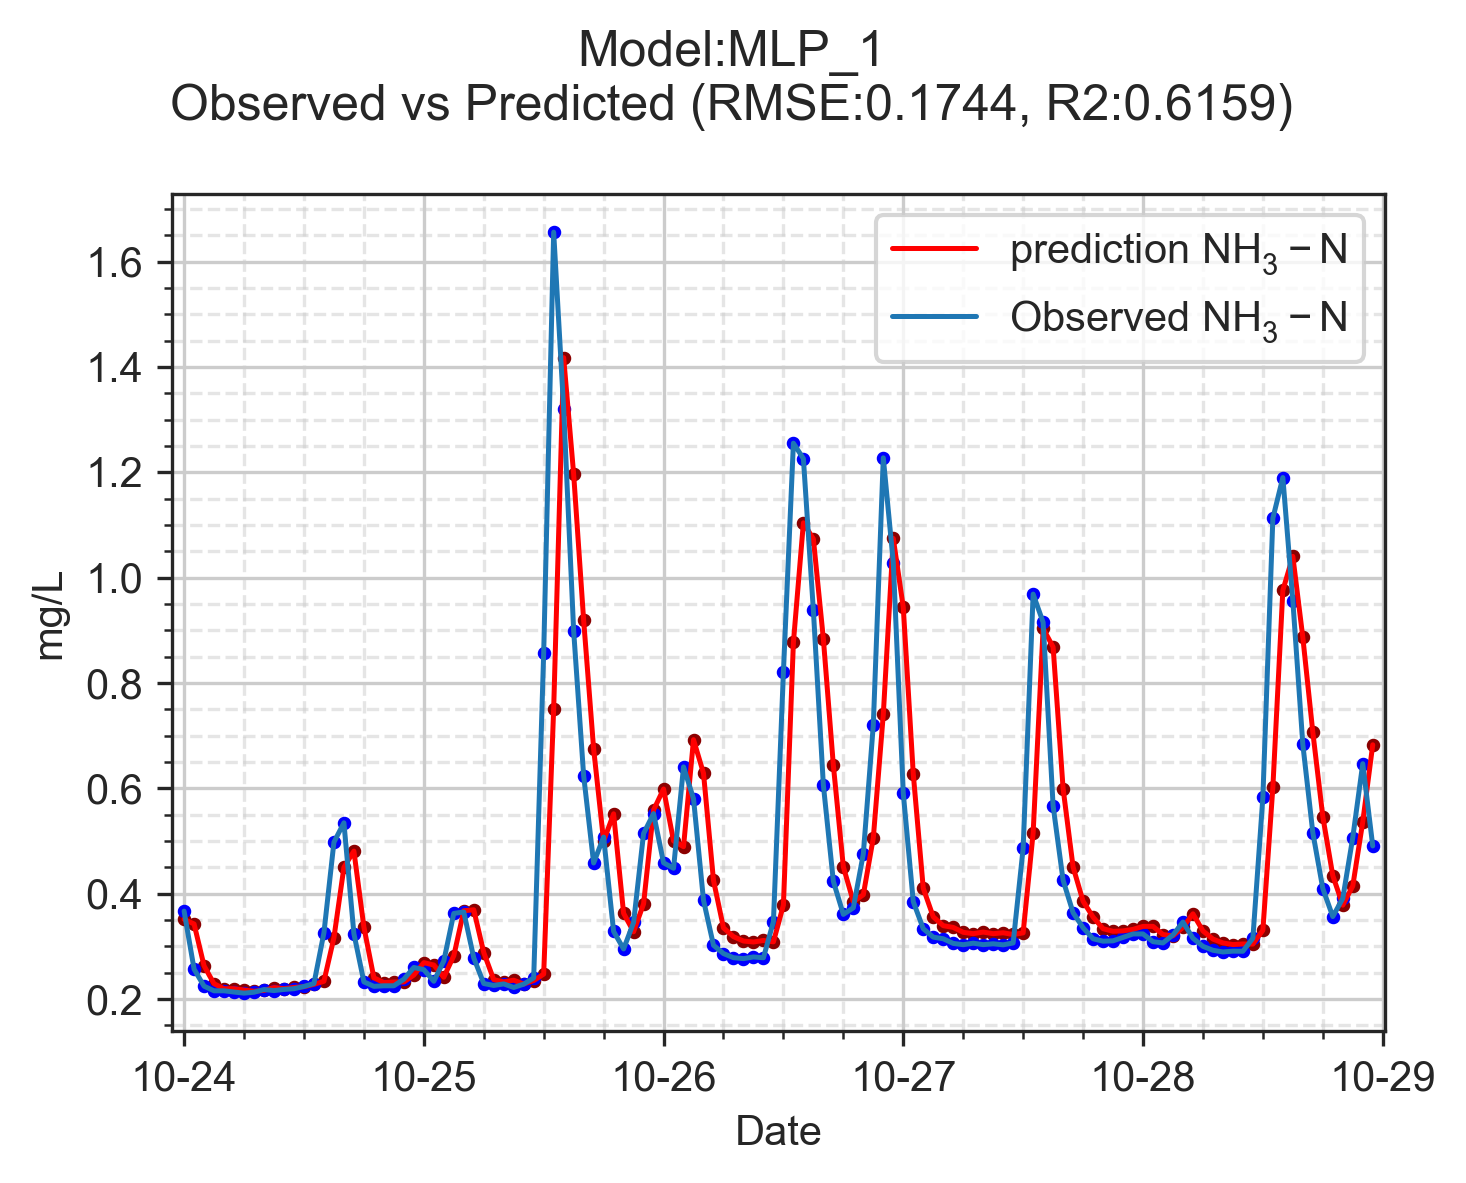 Model:MLP_1
Observed vs Predicted (RMSE:0.1744, R2:0.6159)
prediction NH₃ − N
Observed NH₃ − N
1.6
1.4
1.2
1.0
0.8
0.6
0.4
0.2
mg/L
10-24 10-25 10-26 10-27 10-28 10-29
Date